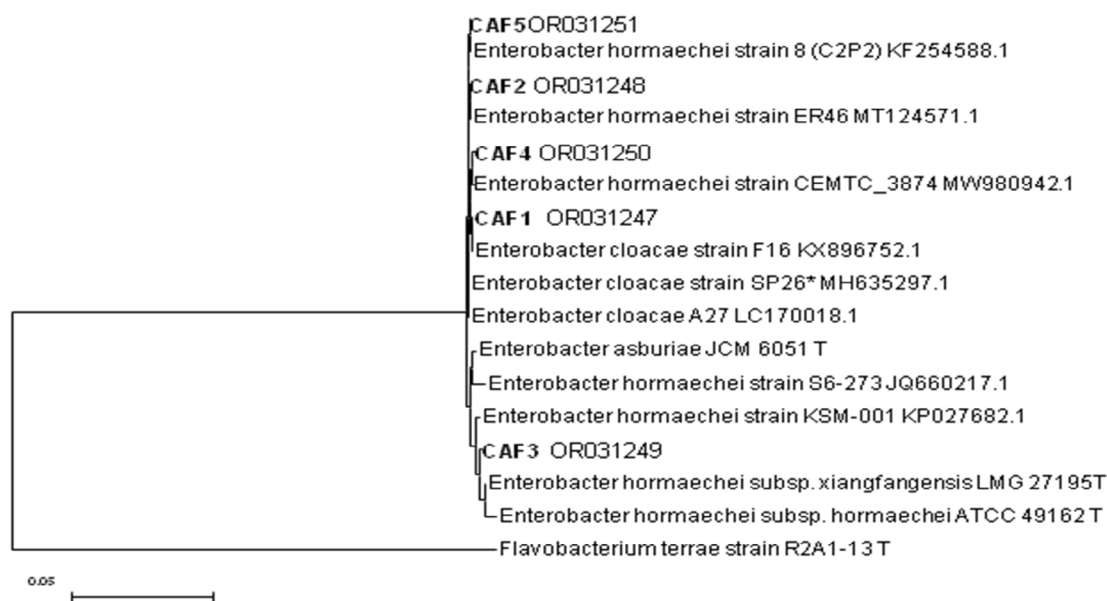 CAF5OR031251
Enterobacter hormaechei strain 8 (C2P2) KF254588.1
CAF2 OR031248
Enterobacter hormaechei strain ER46 MT124571.1
CAF4 OR031250
Enterobacter hormaechei strain CEMTC_3874 MW980942.1
CAF1 OR031247
Enterobacter cloacae strain F16 KX896752.1
Enterobacter cloacae strain SP26* MH635297.1
Enterobacter cloacae A27 LC170018.1
Enterobacter asburiae JCM 6051 T
Enterobacter hormaechei strain S6-273 JQ660217.1
Enterobacter hormaechei strain KSM-001 KP027682.1
CAF3 OR031249
Enterobacter hormaechei subsp. xiangfangensis LMG 27195T
Enterobacter hormaechei subsp. hormaechei ATCC 49162 T
Flavobacterium terrae strain R2A1-13 T
0.05